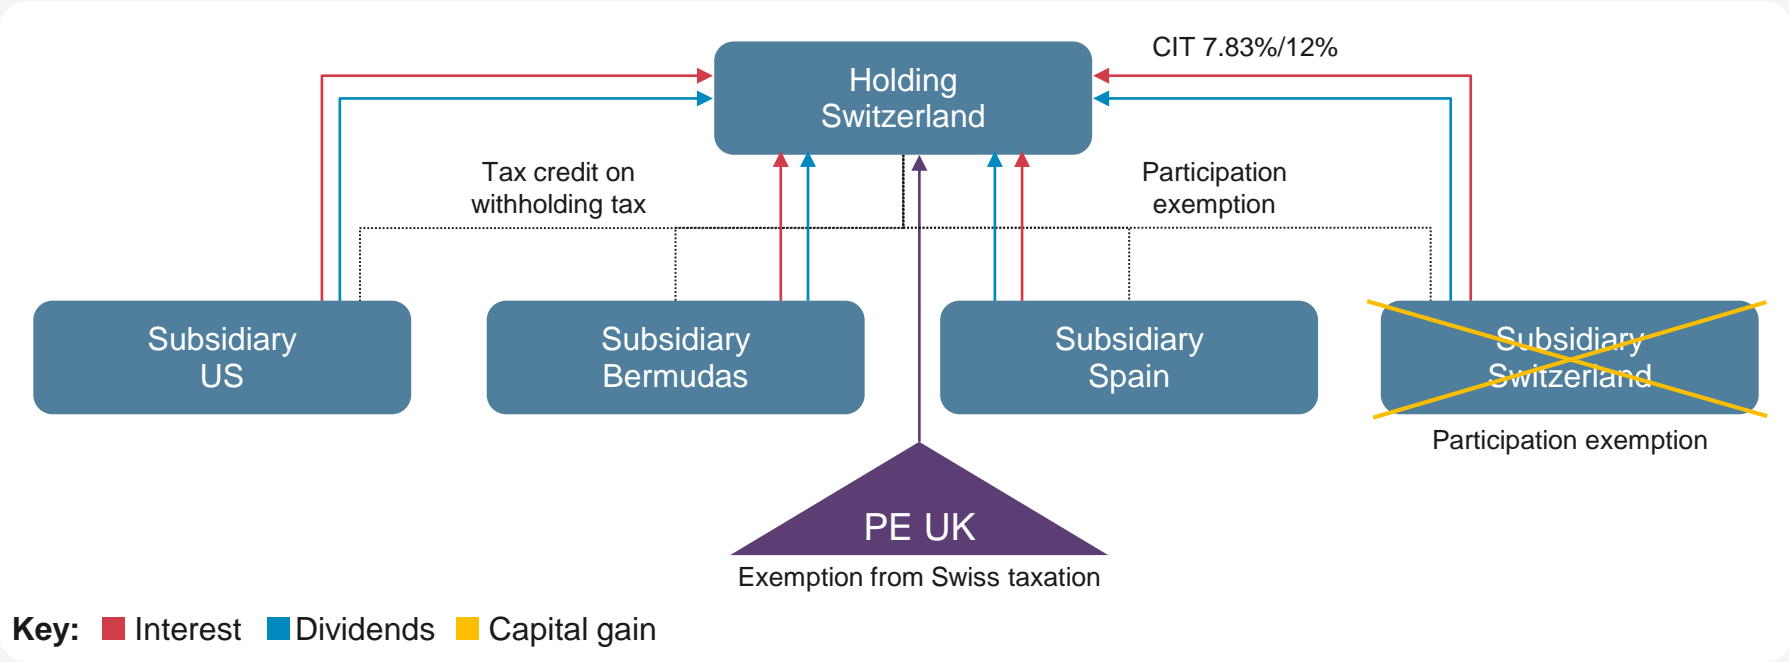 CIT 7.83%/12%
Holding
Switzerland
Tax credit on
withholding tax
Participation
exemption
Subsidiary
US
Subsidiary
Bermudas
Subsidiary
Spain
Subsidiary
Switzerland
Participation exemption
PE UK
Exemption from Swiss taxation
Key: Interest Dividends Capital gain